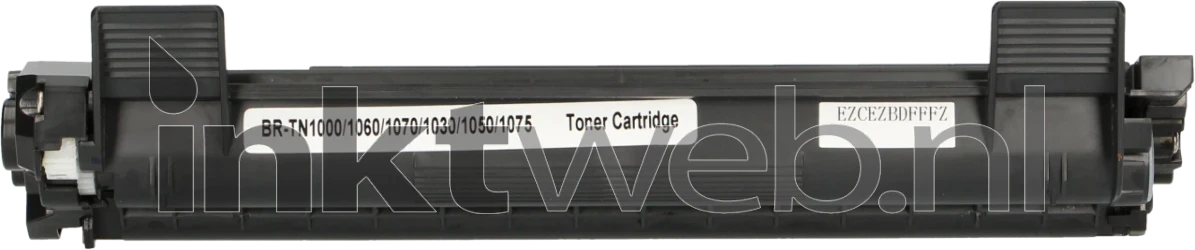 BR-TN1000/1060/1070/1030/1050/1075 Toner Cartridge
EZCEZBDFFFZ
inktweb.nl